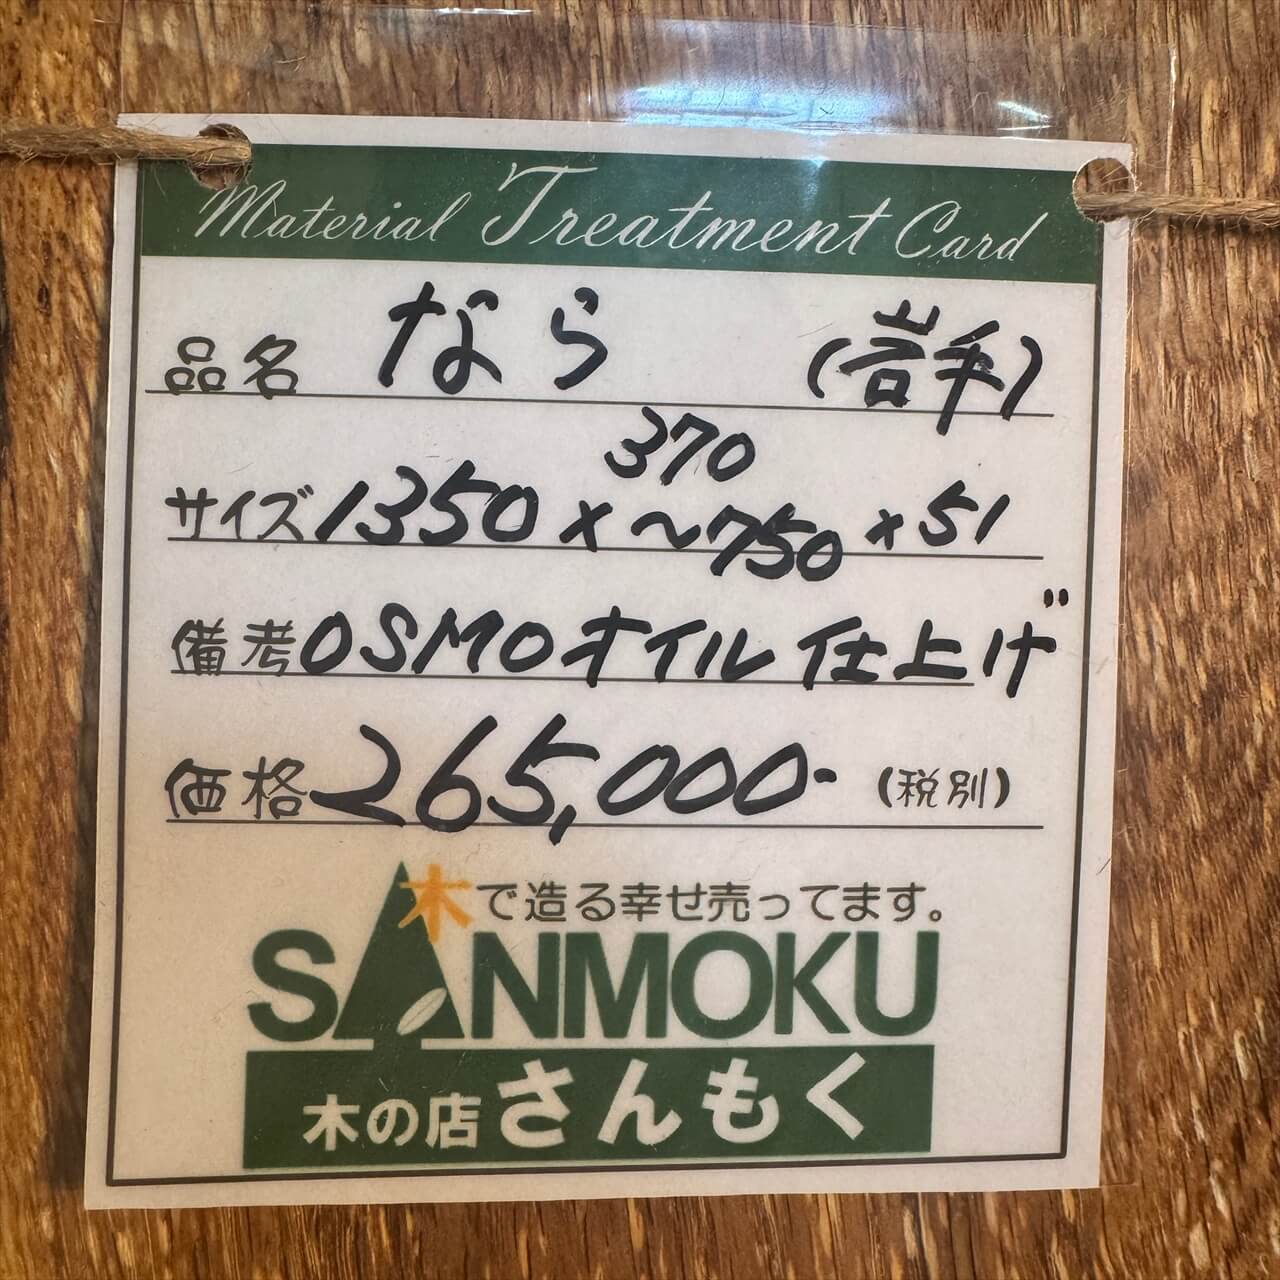 Material Treatment Card
品名 なら (岩手)
サイズ 1350 × 370 ～750 × 51
備考 OSMOオイル仕上げ
価格 265,000- (税別)
木で造る幸せ売ってます。
SANMOKU
木の店さんもく